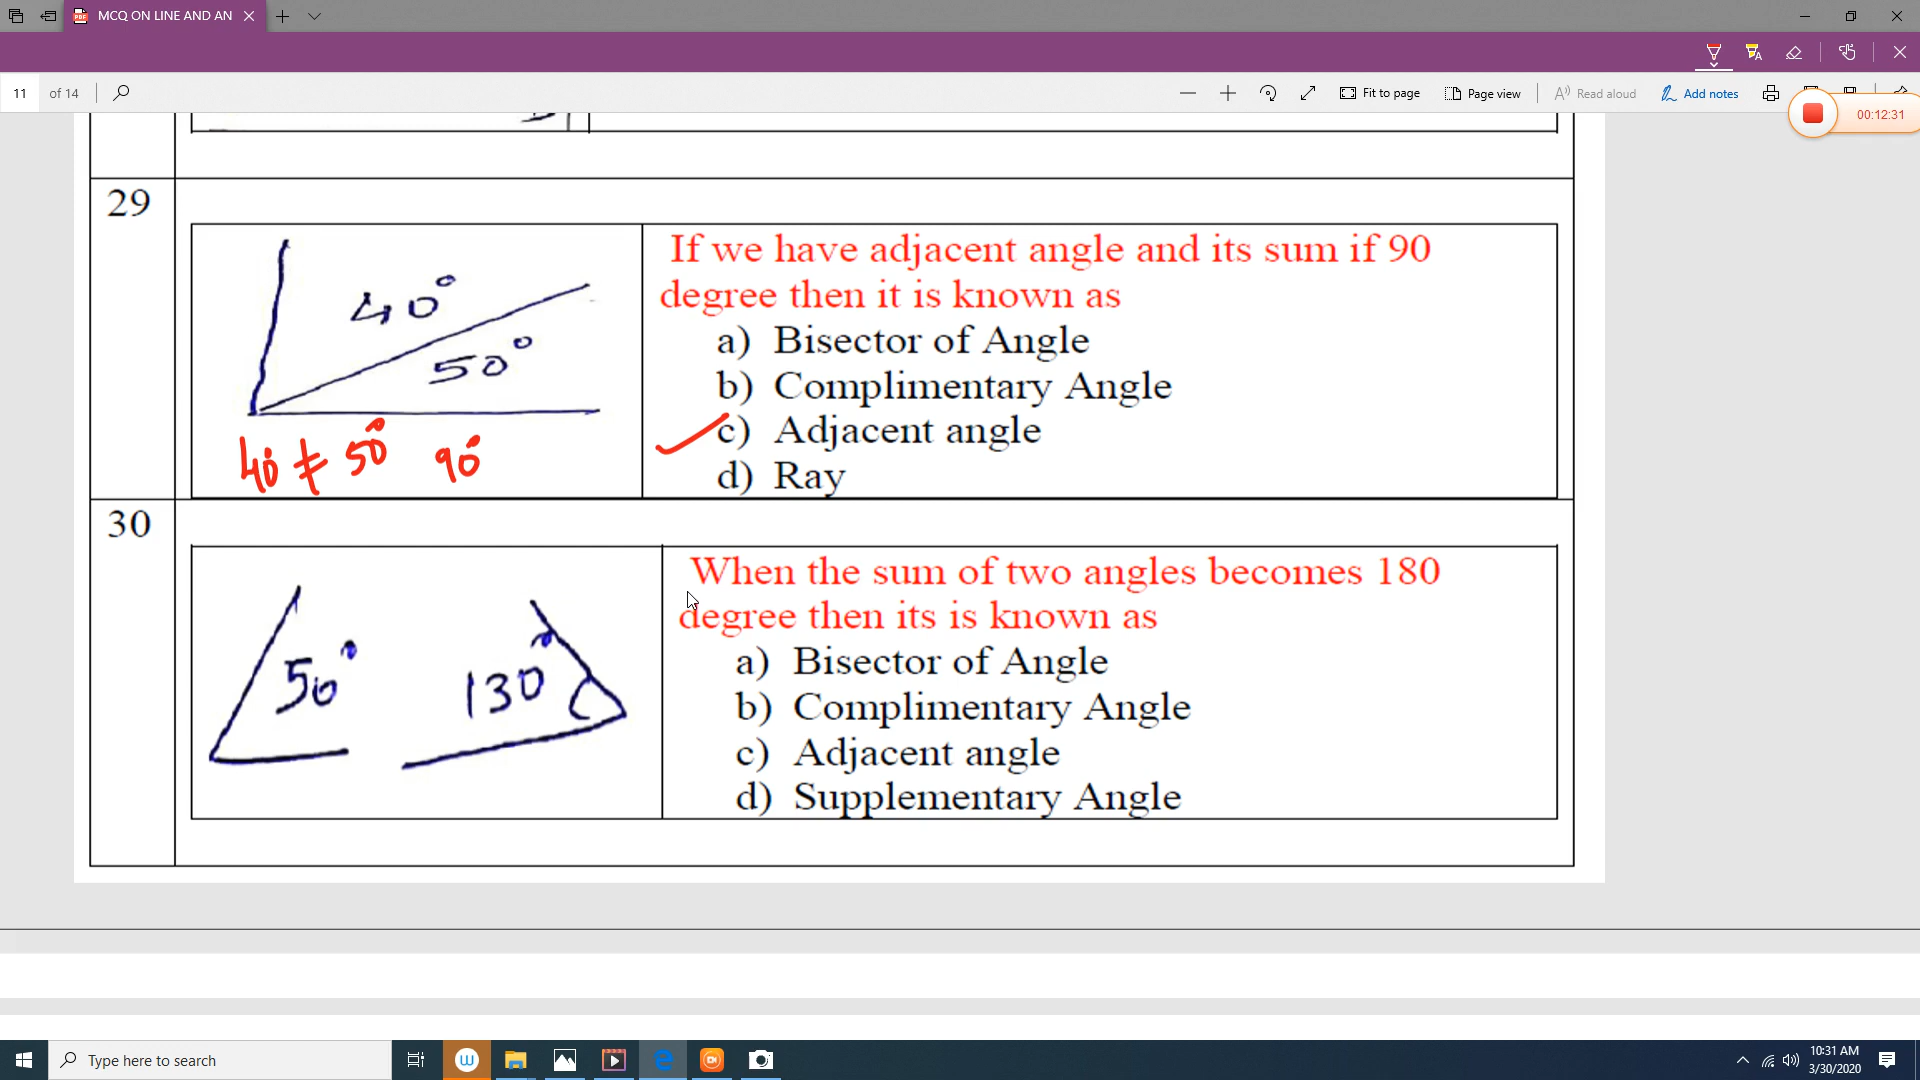 MCQ ON LINE AND AN
11 of 14
Fit to page
Page view
Read aloud
Add notes
00:12:31
29
40°
50°
40° ≠ 50° 90°
If we have adjacent angle and its sum if 90
degree then it is known as
a) Bisector of Angle
b) Complimentary Angle
c) Adjacent angle
d) Ray
30
50°
130°
When the sum of two angles becomes 180
degree then its is known as
a) Bisector of Angle
b) Complimentary Angle
c) Adjacent angle
d) Supplementary Angle
Type here to search
10:31 AM
3/30/2020